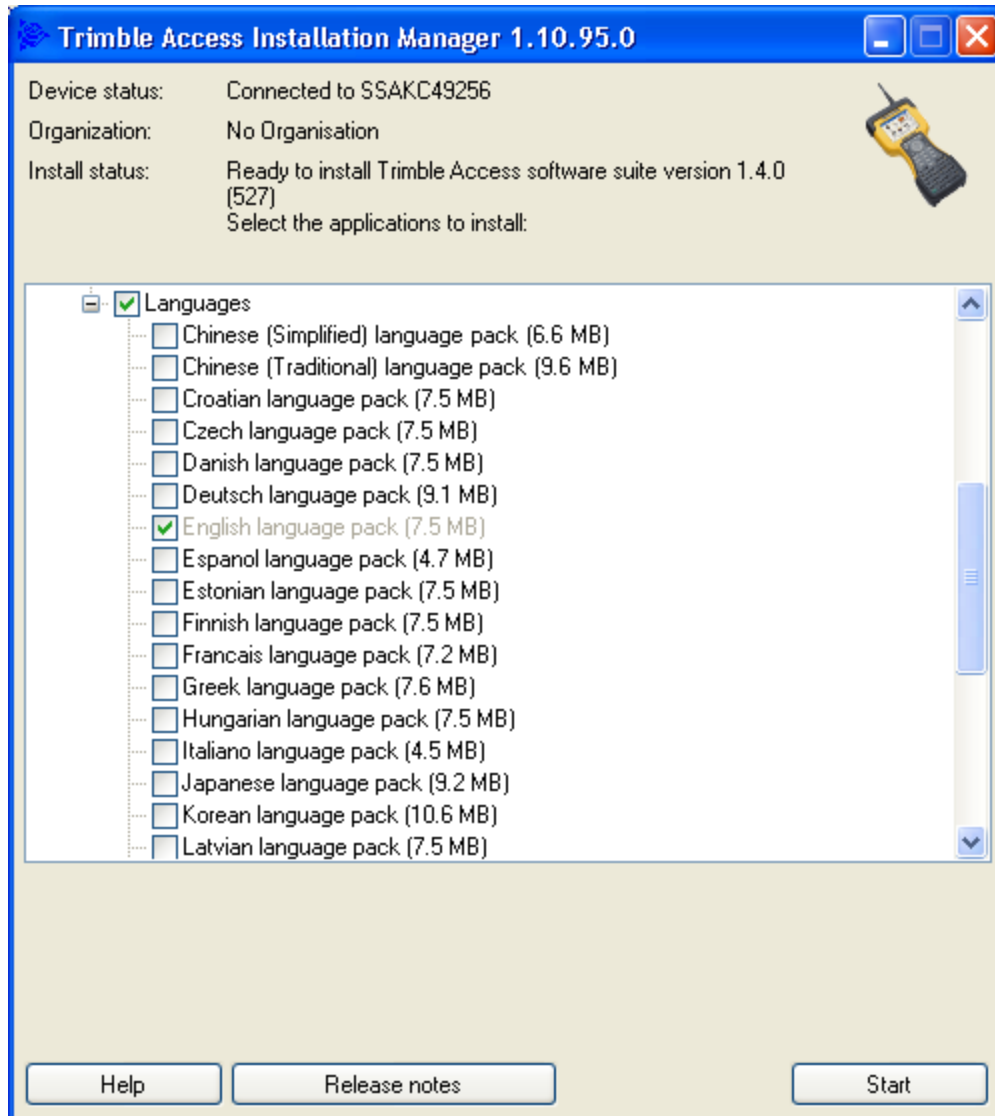 Trimble Access Installation Manager 1.10.95.0
Device status: Connected to SSAKC49256
Organization: No Organisation
Install status: Ready to install Trimble Access software suite version 1.4.0
(527)
Select the applications to install:
Languages
Chinese (Simplified) language pack (6.6 MB)
Chinese (Traditional) language pack (9.6 MB)
Croatian language pack (7.5 MB)
Czech language pack (7.5 MB)
Danish language pack (7.5 MB)
Deutsch language pack (9.1 MB)
English language pack (7.5 MB)
Espanol language pack (4.7 MB)
Estonian language pack (7.5 MB)
Finnish language pack (7.5 MB)
Francais language pack (7.2 MB)
Greek language pack (7.6 MB)
Hungarian language pack (7.5 MB)
Italiano language pack (4.5 MB)
Japanese language pack (9.2 MB)
Korean language pack (10.6 MB)
Latvian language pack (7.5 MB)
Help Release notes Start